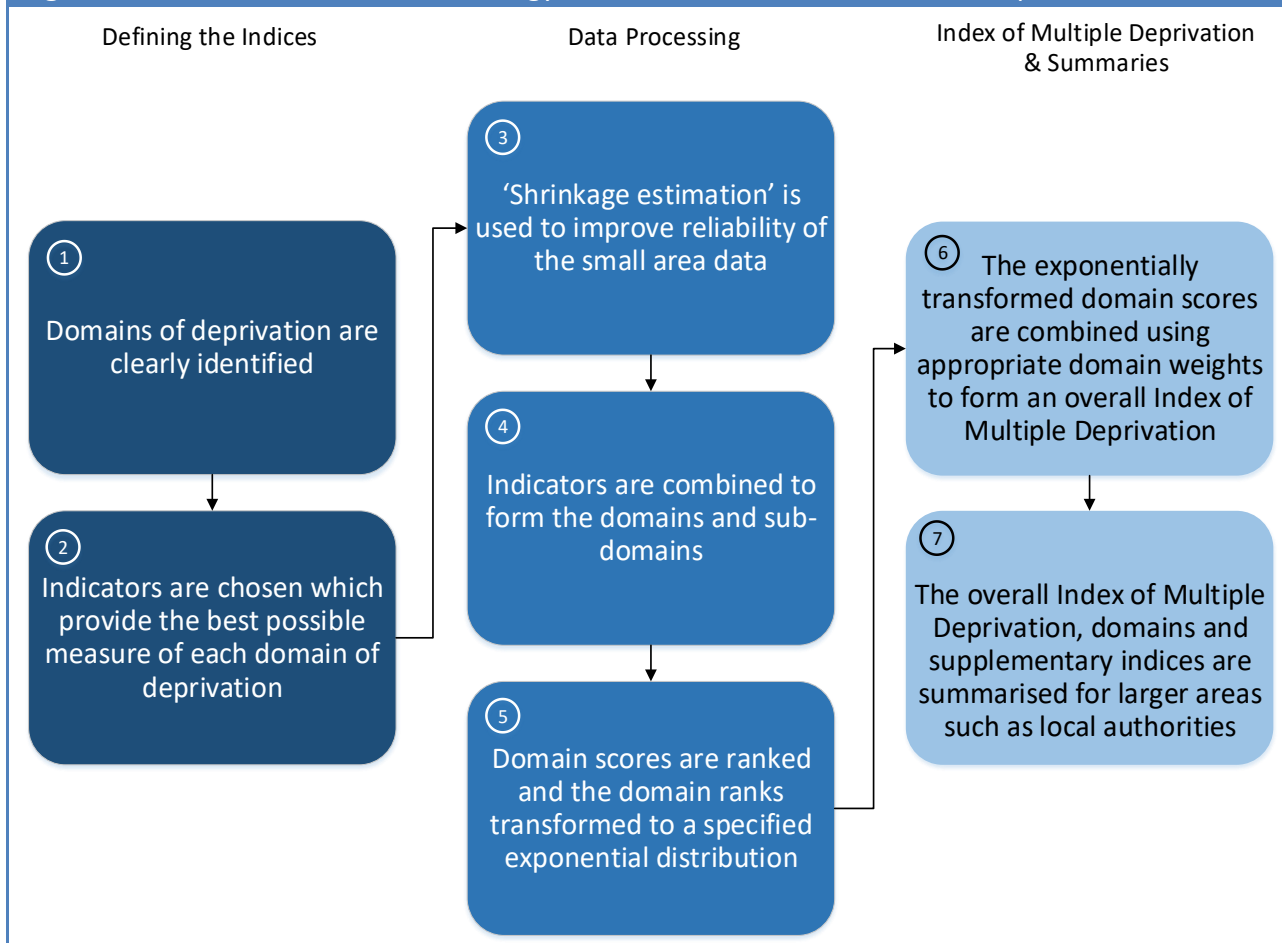 Defining the Indices
Data Processing
Index of Multiple Deprivation
& Summaries
1
Domains of deprivation are
clearly identified
2
Indicators are chosen which
provide the best possible
measure of each domain of
deprivation
3
‘Shrinkage estimation’ is
used to improve reliability of
the small area data
4
Indicators are combined to
form the domains and sub-
domains
5
Domain scores are ranked
and the domain ranks
transformed to a specified
exponential distribution
6
The exponentially
transformed domain scores
are combined using
appropriate domain weights
to form an overall Index of
Multiple Deprivation
7
The overall Index of Multiple
Deprivation, domains and
supplementary indices are
summarised for larger areas
such as local authorities